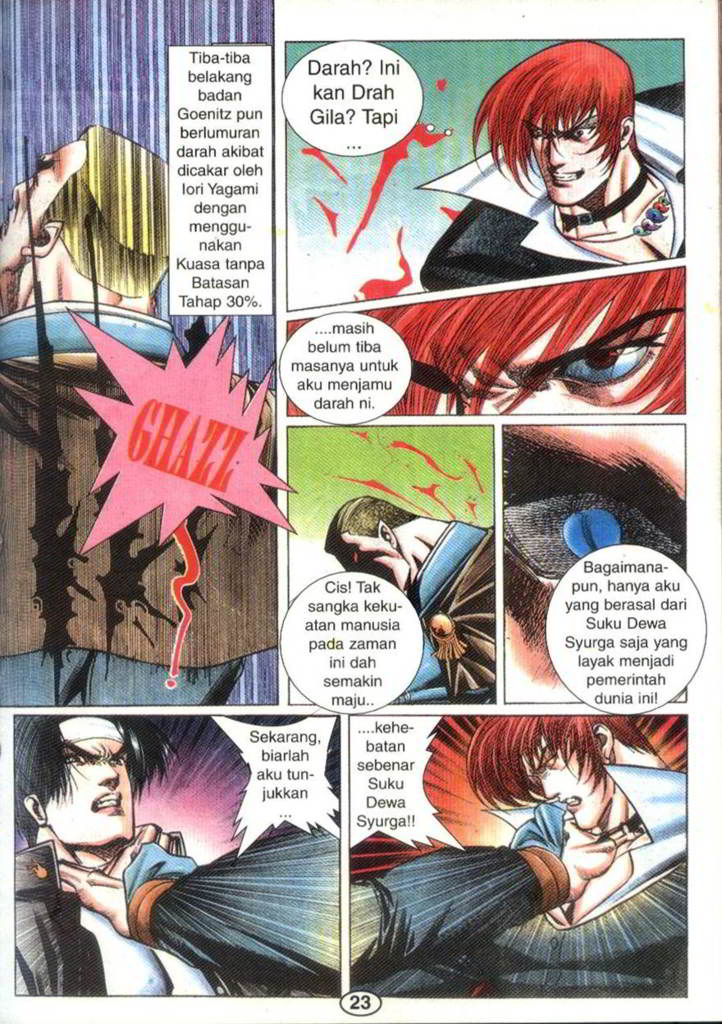 Tiba-tiba
belakang
badan
Goenitz pun
berlumuran
darah akibat
dicakar oleh
Iori Yagami
dengan
menggu-
nakan
Kuasa tanpa
Batasan
Tahap 30%.
GHAZZ
Darah? Ini
kan Drah
Gila? Tapi
...
....masih
belum tiba
masanya untuk
aku menjamu
darah ni.
Cis! Tak
sangka keku-
atan manusia
pada zaman
ini dah
semakin
maju..
Bagaimana-
pun, hanya aku
yang berasal dari
Suku Dewa
Syurga saja yang
layak menjadi
pemerintah
dunia ini!
Sekarang,
biarlah
aku tun-
jukkan
...
....kehe-
batan
sebenar
Suku
Dewa
Syurga!!
23